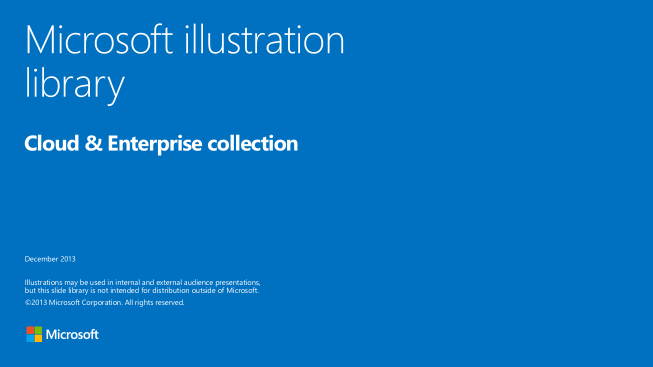 Microsoft illustration
library
Cloud & Enterprise collection
December 2013
Illustrations may be used in internal and external audience presentations,
but this slide library is not intended for distribution outside of Microsoft.
©2013 Microsoft Corporation. All rights reserved.
Microsoft